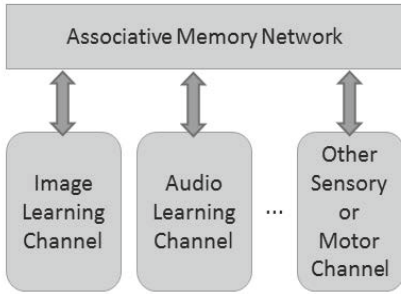 Associative Memory Network
Image
Learning
Channel
Audio
Learning
Channel
...
Other
Sensory
or
Motor
Channel